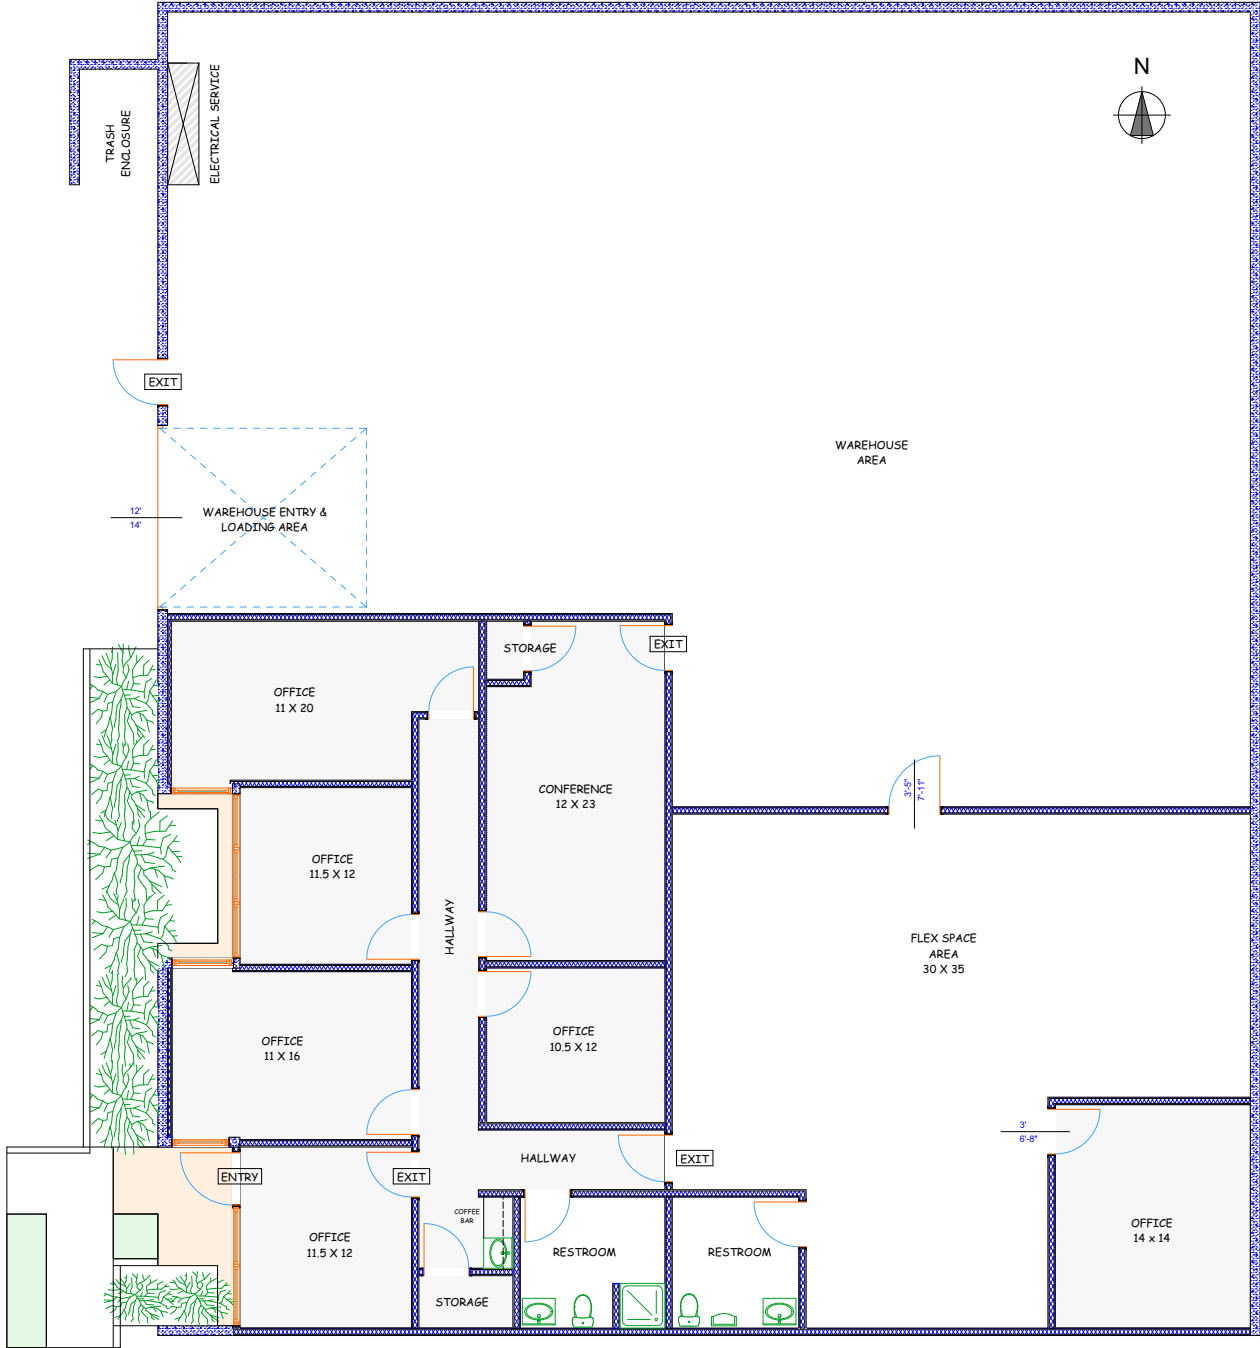 N
TRASH
ENCLOSURE
ELECTRICAL SERVICE
EXIT
WAREHOUSE
AREA
12'
14'
WAREHOUSE ENTRY &
LOADING AREA
STORAGE
EXIT
OFFICE
11 X 20
CONFERENCE
12 X 23
3'-5"
7'-11"
OFFICE
11.5 X 12
HALLWAY
FLEX SPACE
AREA
30 X 35
OFFICE
11 X 16
OFFICE
10.5 X 12
3'
6'-8"
HALLWAY
EXIT
ENTRY
EXIT
COFFEE
BAR
OFFICE
11.5 X 12
RESTROOM
RESTROOM
OFFICE
14 x 14
STORAGE